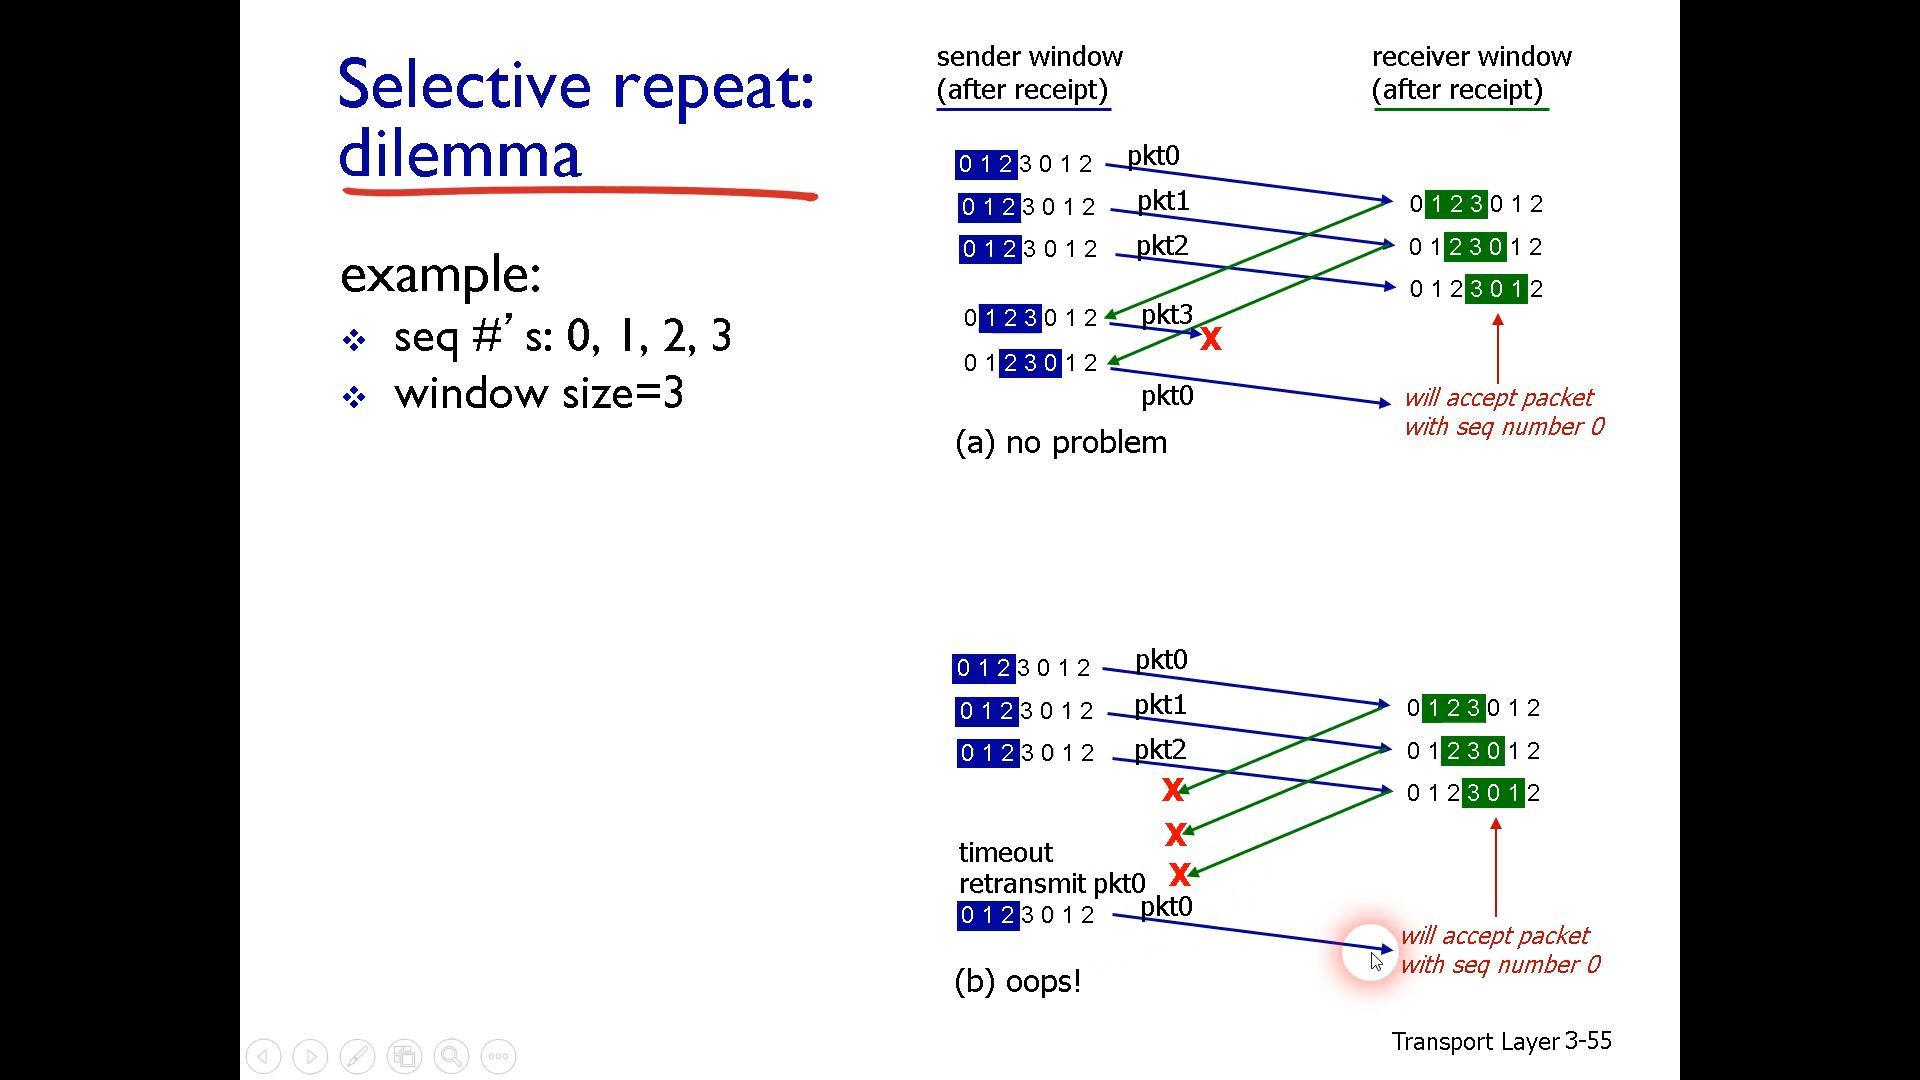 Selective repeat:
dilemma
example:
seq #’ s: 0, 1, 2, 3
window size=3
sender window
(after receipt)
receiver window
(after receipt)
0 1 2 3 0 1 2
pkt0
0 1 2 3 0 1 2
0 1 2 3 0 1 2
pkt1
0 1 2 3 0 1 2
0 1 2 3 0 1 2
pkt2
0 1 2 3 0 1 2
0 1 2 3 0 1 2
pkt3
X
0 1 2 3 0 1 2
pkt0
will accept packet
with seq number 0
(a) no problem
0 1 2 3 0 1 2
pkt0
0 1 2 3 0 1 2
0 1 2 3 0 1 2
pkt1
0 1 2 3 0 1 2
0 1 2 3 0 1 2
pkt2
0 1 2 3 0 1 2
X
X
X
timeout
retransmit pkt0
0 1 2 3 0 1 2
pkt0
will accept packet
with seq number 0
(b) oops!
Transport Layer 3-55